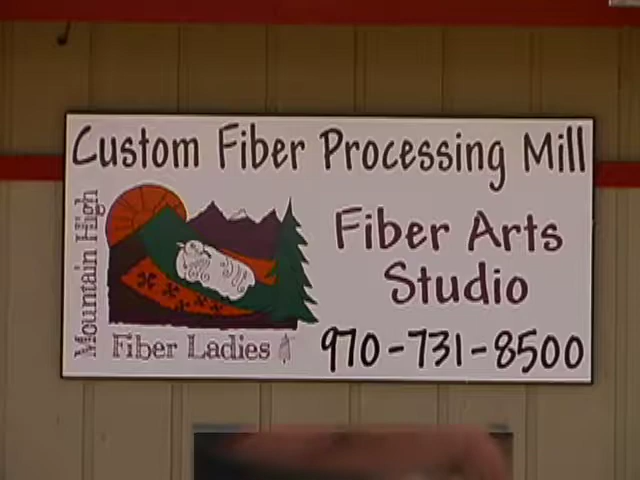 Custom Fiber Processing Mill
Mountain High
Fiber Ladies
Fiber Arts
Studio
970-731-8500